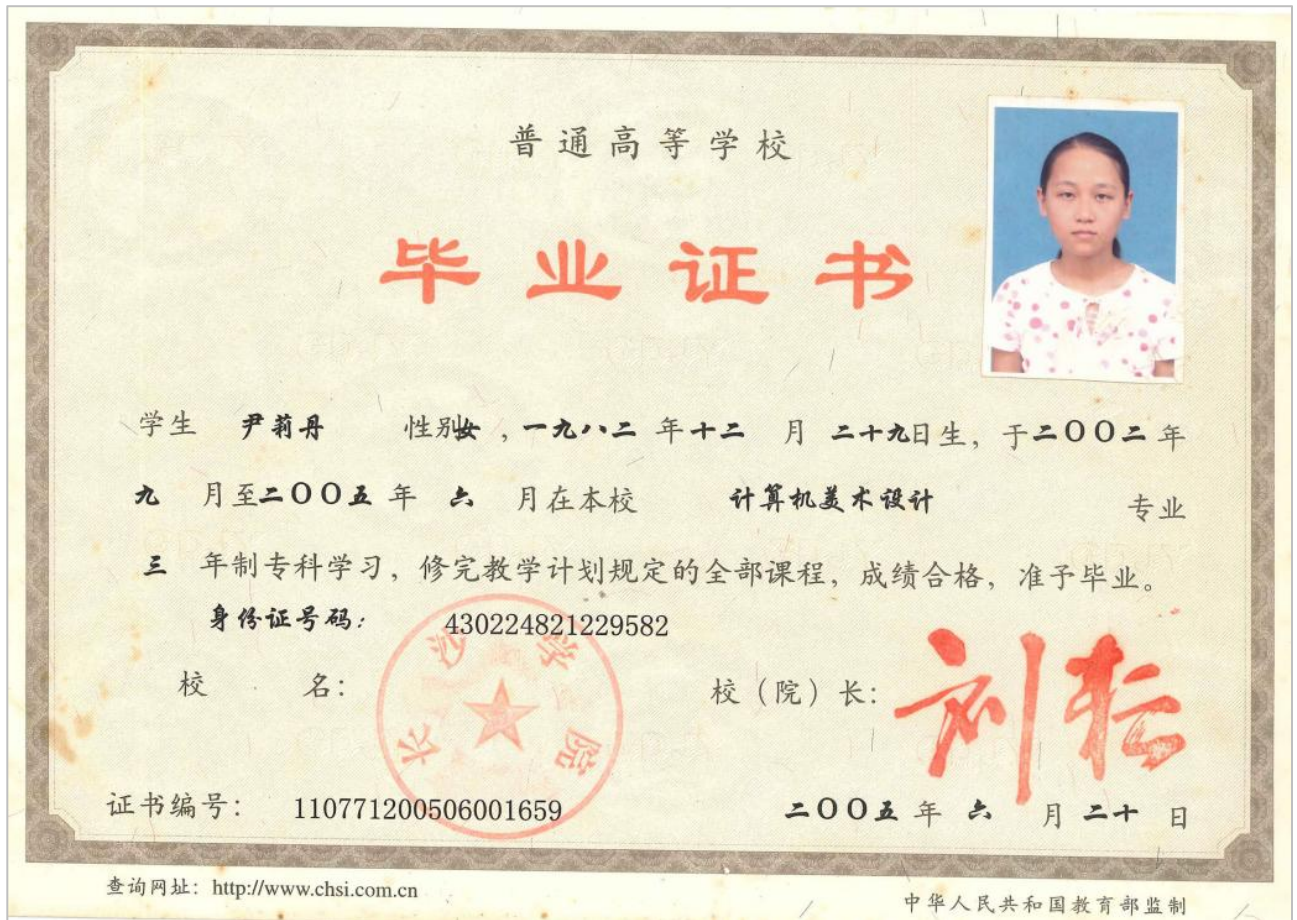 普通高等学校
毕业证书
学生 尹莉丹 性别女，一九八二 年十二 月 二十九日生，于二〇〇二 年
九 月至二〇〇五 年 六 月在本校 计算机美术设计 专业
三 年制专科学习，修完教学计划规定的全部课程，成绩合格，准予毕业。
身份证号码： 430224821229582
校 名： 长沙学院
校（院）长： 刘耘
证书编号： 110771200506001659
二〇〇五 年 六 月 二十 日
查询网址：http://www.chsi.com.cn
中华人民共和国教育部监制